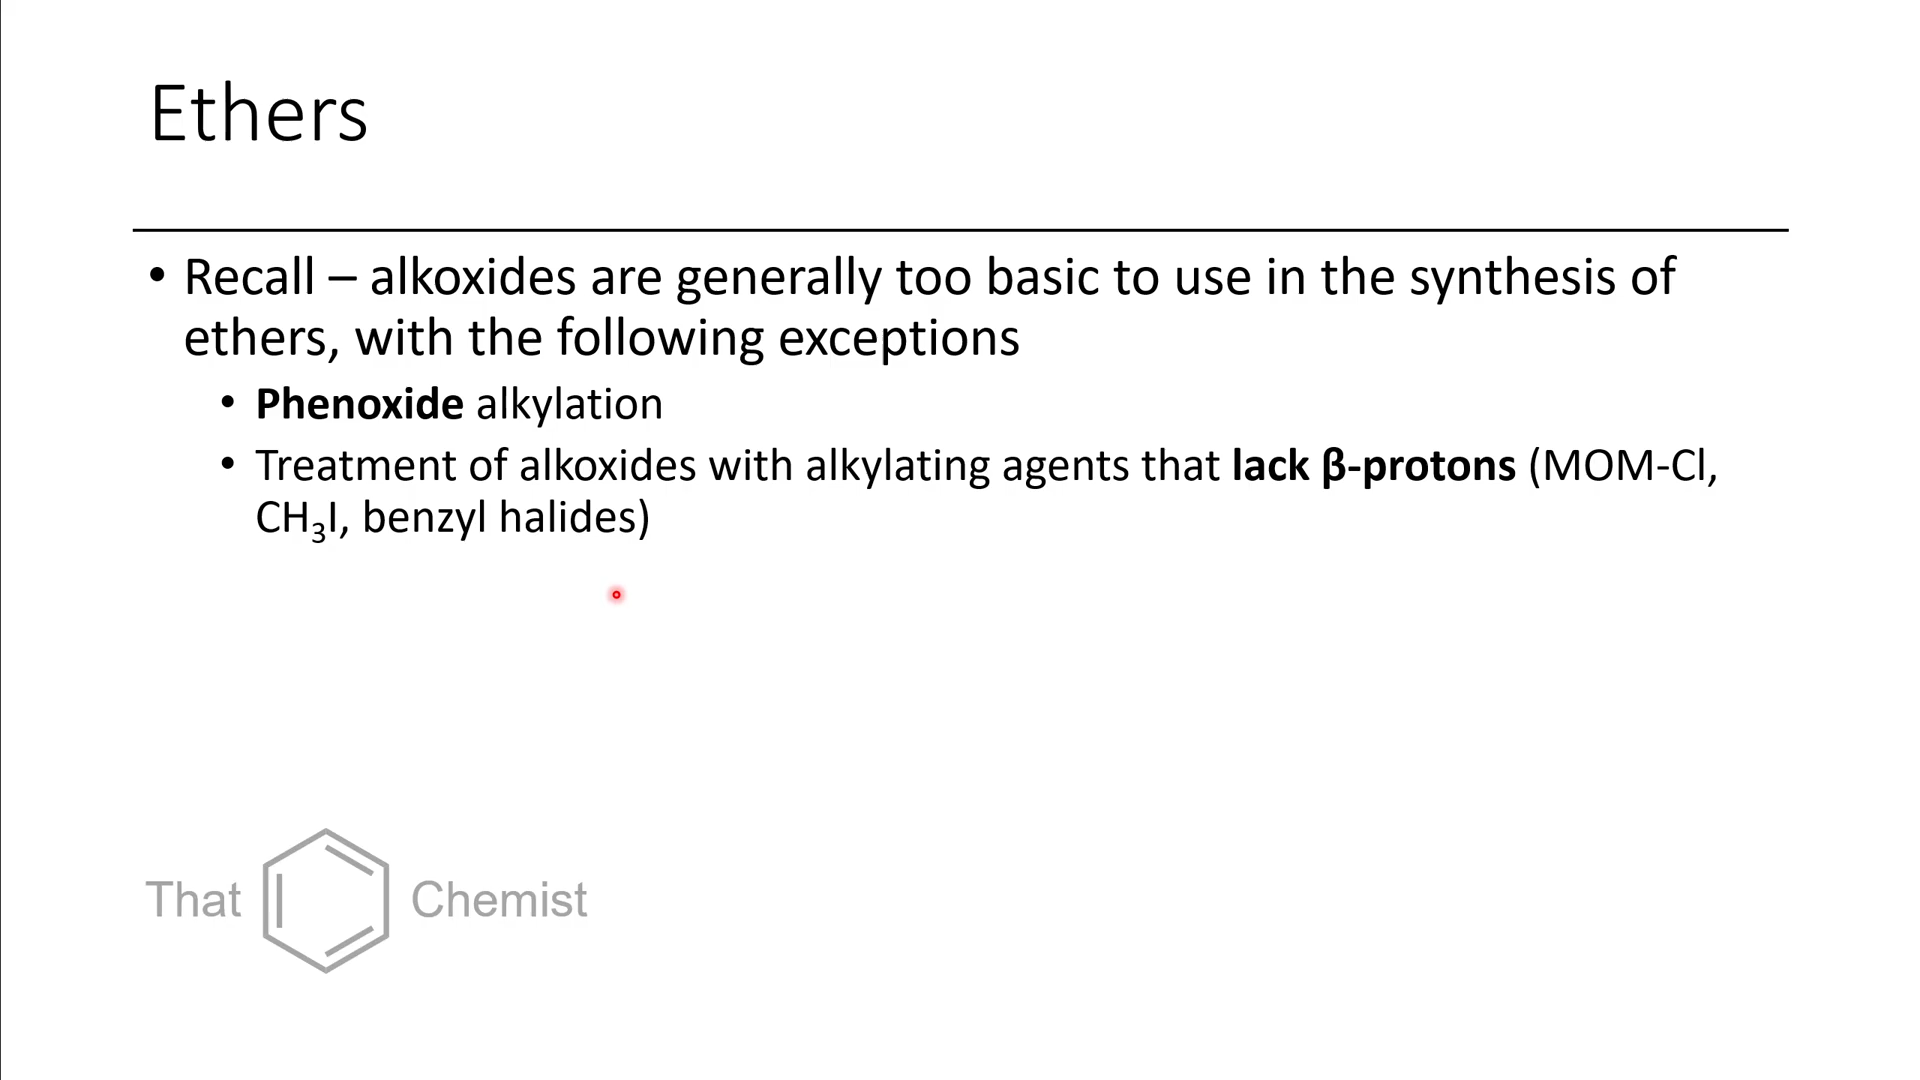 Ethers
• Recall – alkoxides are generally too basic to use in the synthesis of
ethers, with the following exceptions
• Phenoxide alkylation
• Treatment of alkoxides with alkylating agents that lack β-protons (MOM-Cl,
CH₃I, benzyl halides)
That Chemist